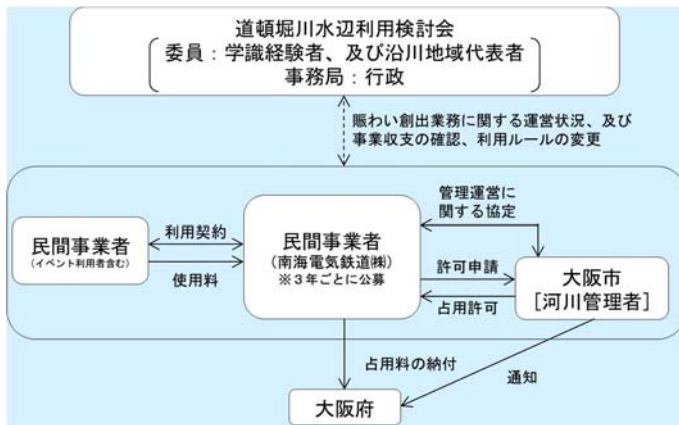 道頓堀川水辺利用検討会
委員：学識経験者、及び沿川地域代表者
事務局：行政
賑わい創出業務に関する運営状況、及び
事業収支の確認、利用ルールの変更
民間事業者
(イベント利用者含む)
利用契約
使用料
民間事業者
(南海電気鉄道㈱)
※３年ごとに公募
管理運営に
関する協定
許可申請
占用許可
大阪市
[河川管理者]
占用料の納付
通知
大阪府